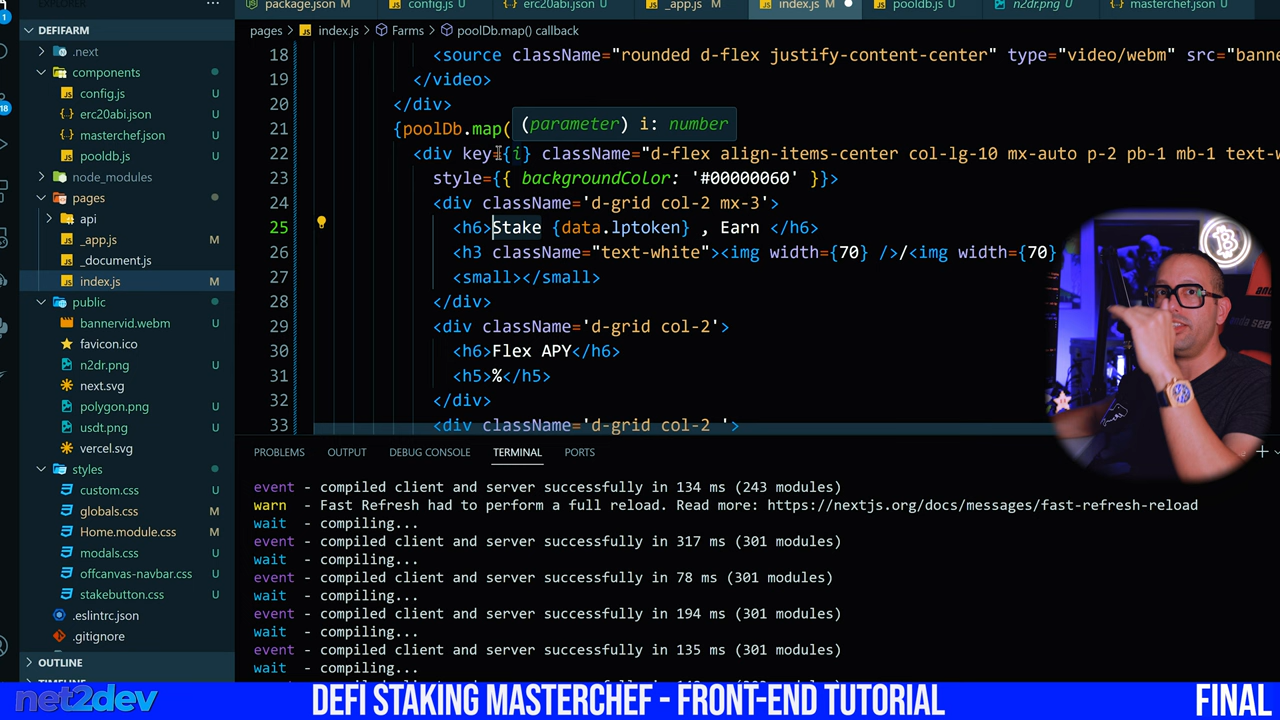 package.json M
config.js U
erc20abi.json U
_app.js M
index.js M
pooldb.js U
n2dr.png U
masterchef.json U
pages > index.js > Farms > poolDb.map() callback
DEFIFARM
.next
components
config.js U
erc20abi.json U
masterchef.json U
pooldb.js U
node_modules
pages
api
_app.js M
_document.js U
index.js M
public
bannervid.webm U
favicon.ico U
n2dr.png U
next.svg U
polygon.png U
usdt.png U
vercel.svg U
styles
custom.css U
globals.css M
Home.module.css M
modals.css U
offcanvas-navbar.css U
stakebutton.css U
.eslintrc.json U
.gitignore U
OUTLINE
18 <source className="rounded d-flex justify-content-center" type="video/webm" src="banne
19 </video>
20 </div>
21 {poolDb.map(
(parameter) i: number
22 <div key={i} className="d-flex align-items-center col-lg-10 mx-auto p-2 pb-1 mb-1 text-w
23 style={{ backgroundColor: '#00000060' }}>
24 <div className='d-grid col-2 mx-3'>
25 <h6>Stake {data.lptoken} , Earn </h6>
26 <h3 className="text-white"><img width={70} />/<img width={70}
27 <small></small>
28 </div>
29 <div className='d-grid col-2'>
30 <h6>Flex APY</h6>
31 <h5>%</h5>
32 </div>
33 <div className='d-grid col-2 '>
PROBLEMS OUTPUT DEBUG CONSOLE TERMINAL PORTS
event - compiled client and server successfully in 134 ms (243 modules)
warn - Fast Refresh had to perform a full reload. Read more: https://nextjs.org/docs/messages/fast-refresh-reload
wait - compiling...
event - compiled client and server successfully in 317 ms (301 modules)
wait - compiling...
event - compiled client and server successfully in 78 ms (301 modules)
wait - compiling...
event - compiled client and server successfully in 194 ms (301 modules)
wait - compiling...
event - compiled client and server successfully in 135 ms (301 modules)
wait - compiling...
net2dev
DEFI STAKING MASTERCHEF - FRONT-END TUTORIAL
FINAL